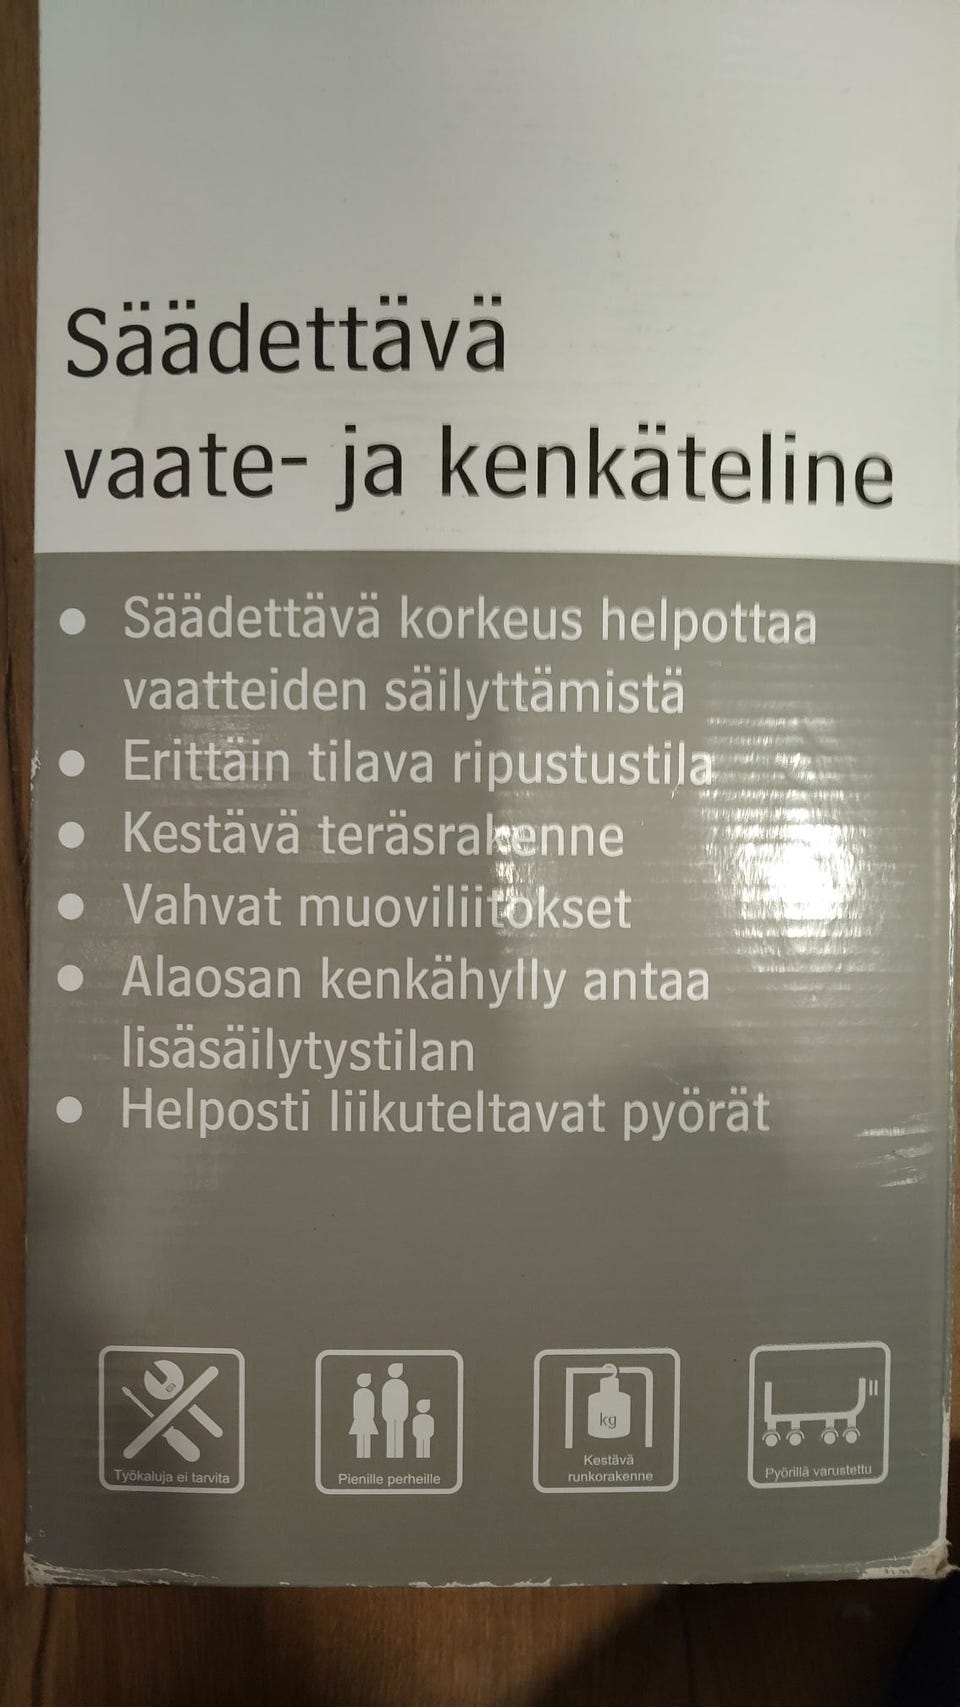 Säädettävä
vaate- ja kenkäteline
● Säädettävä korkeus helpottaa
vaatteiden säilyttämistä
● Erittäin tilava ripustustila
● Kestävä teräsrakenne
● Vahvat muoviliitokset
● Alaosan kenkähylly antaa
lisäsäilytystilan
● Helposti liikuteltavat pyörät
Työkaluja ei tarvita
Pienille perheille
kg
Kestävä
runkorakenne
Pyörillä varustettu